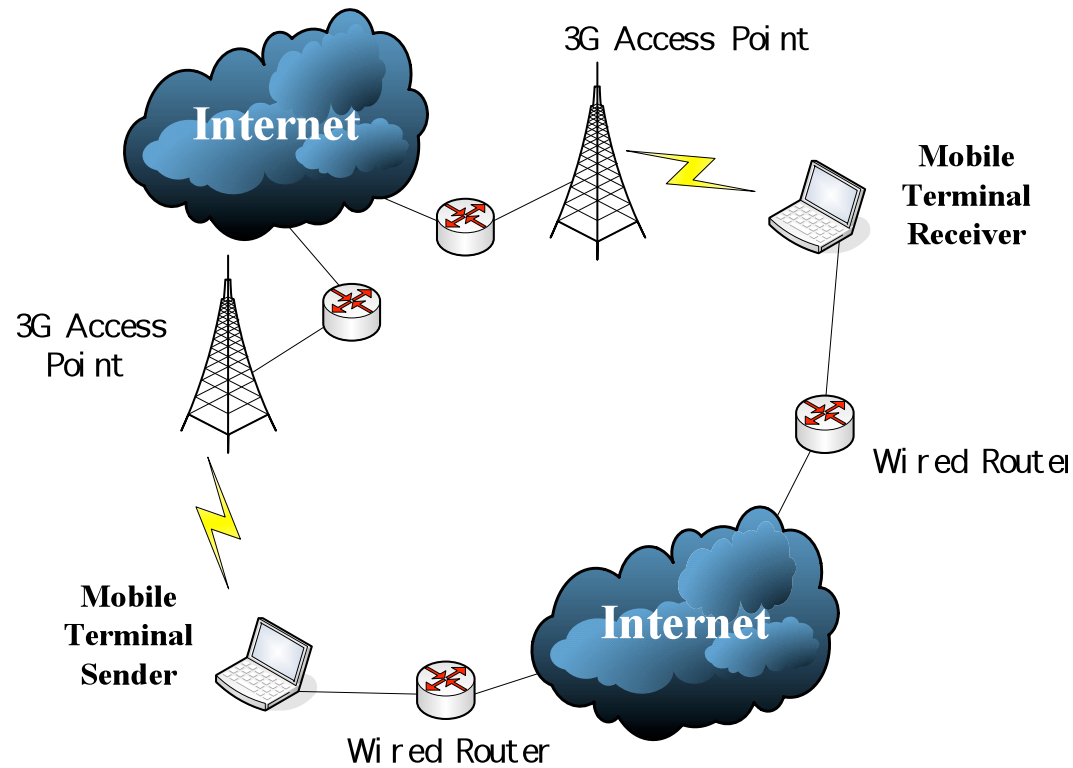 3G Access Point
Internet
Mobile
Terminal
Receiver
3G Access
Point
Wired Router
Mobile
Terminal
Sender
Internet
Wired Router